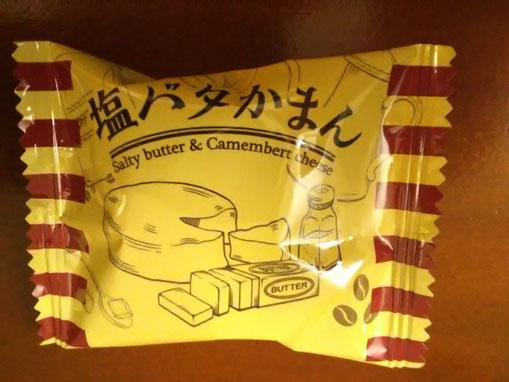 塩バタかまん
Salty butter & Camembert cheese
BUTTER